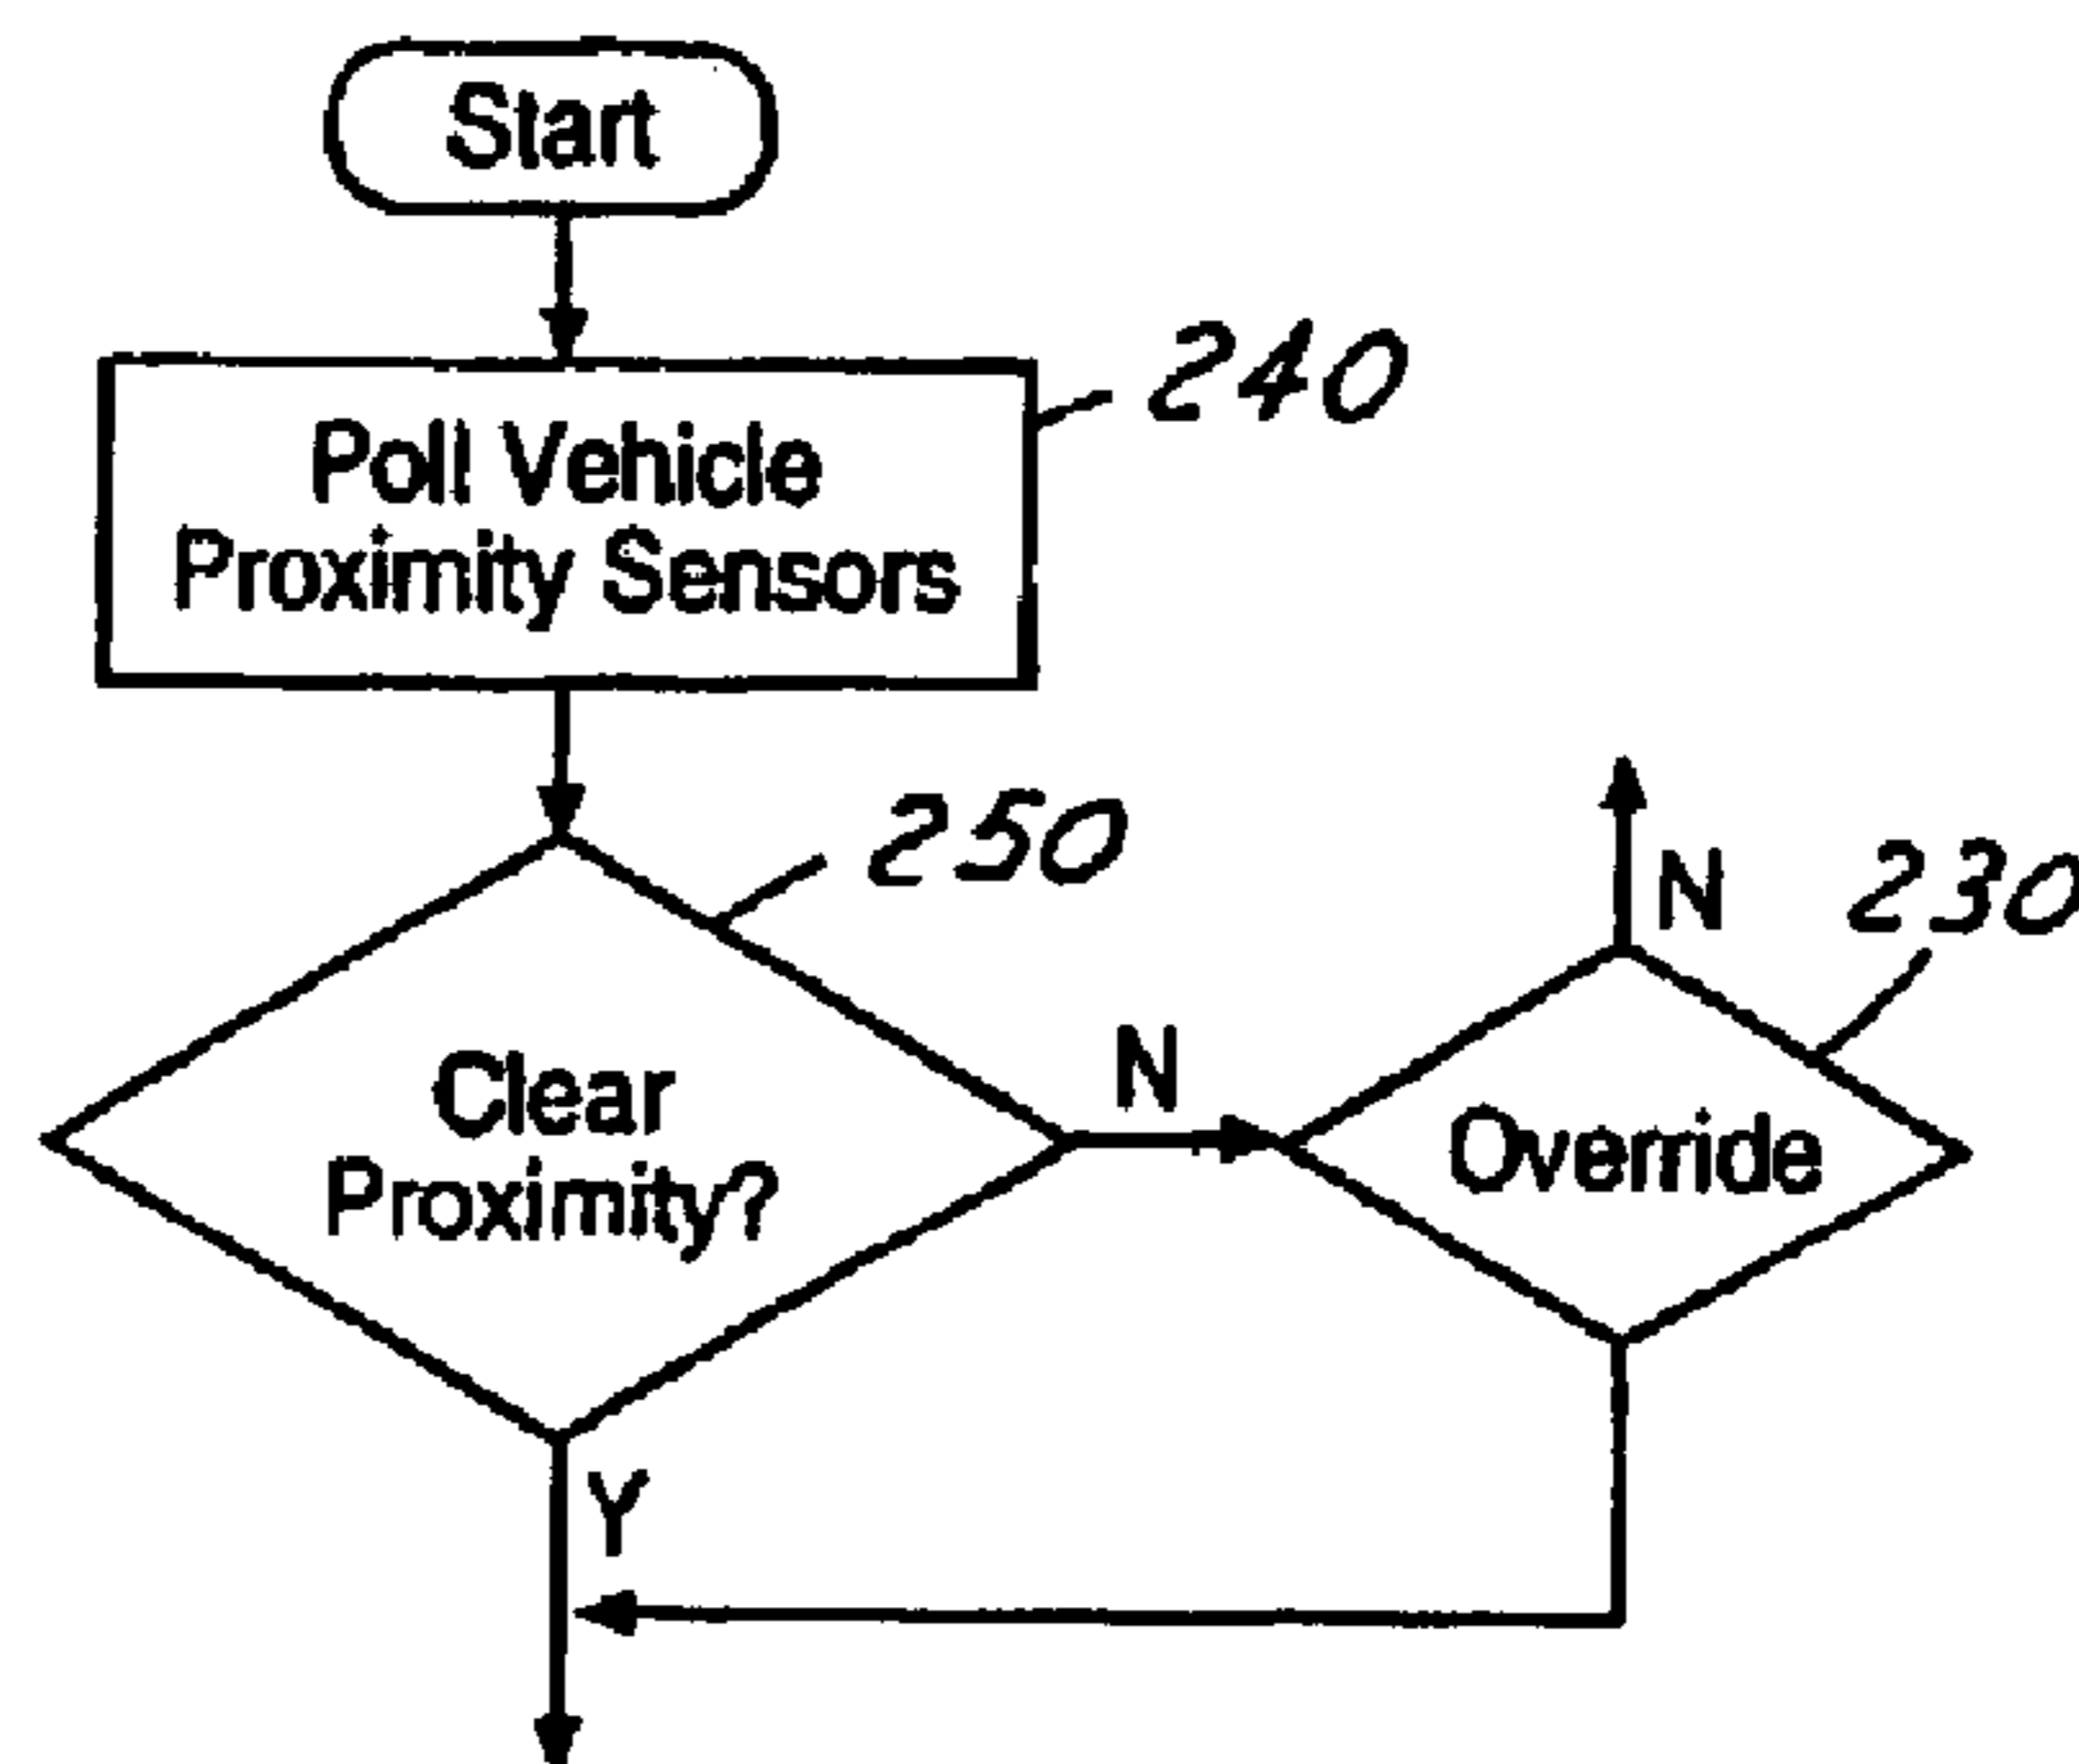 Start
240
Poll Vehicle
Proximity Sensors
250
N
230
Clear
Proximity?
N
Override
Y